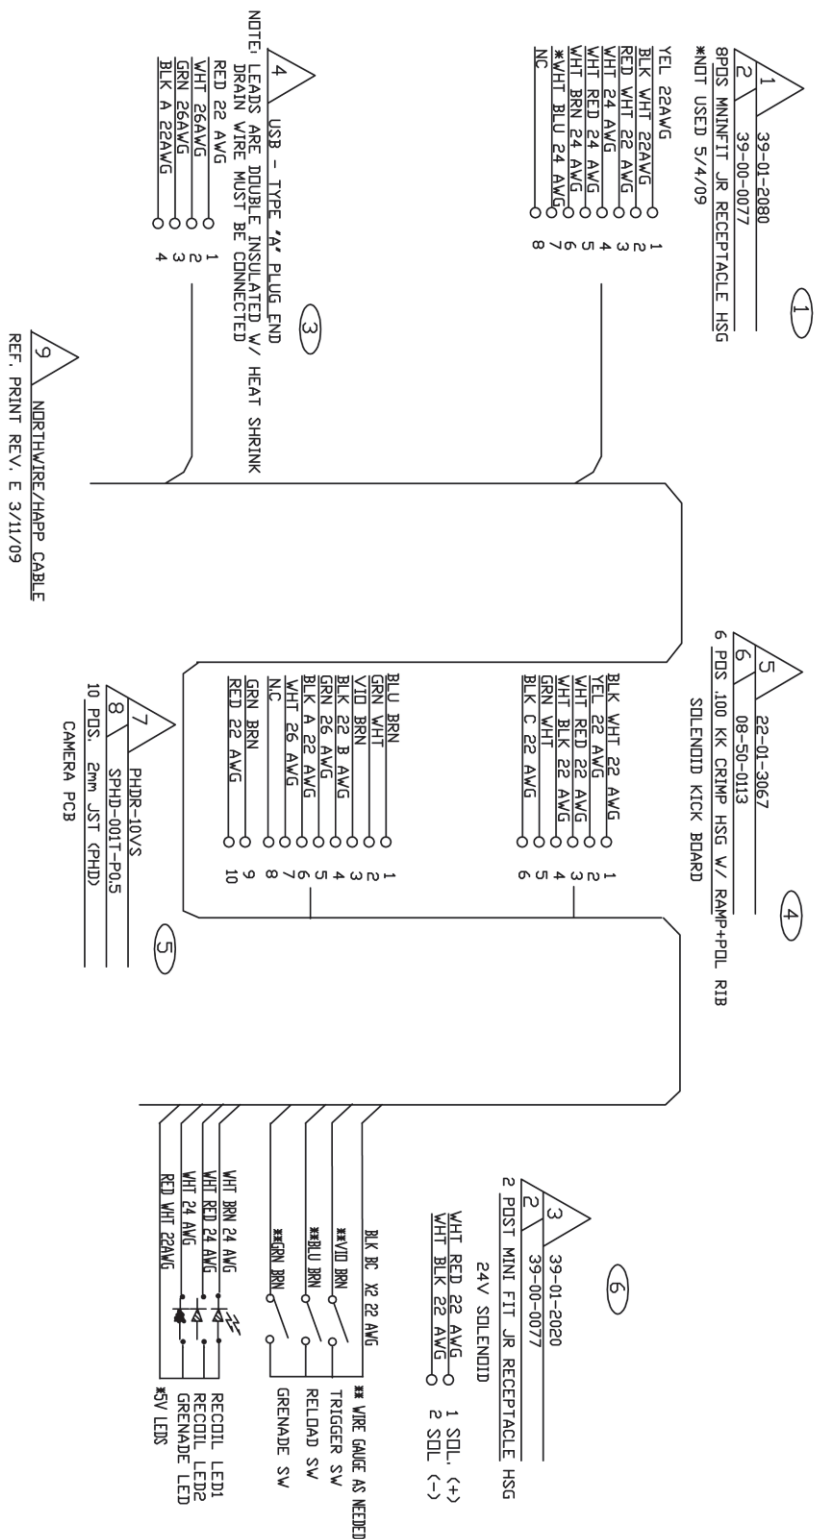 1
39-01-2080
2
39-00-0077
8POS MNINFIT JR RECEPTACLE HSG
*NOT USED 5/4/09
1
YEL 22AWG
BLK WHT 22AWG
RED WHT 22 AWG
WHT 24 AWG
WHT RED 24 AWG
WHT BRN 24 AWG
*WHT BLU 24 AWG
NC
1
2
3
4
5
6
7
8
4
USB - TYPE "A" PLUG END
NOTE: LEADS ARE DOUBLE INSULATED W/ HEAT SHRINK
DRAIN WIRE MUST BE CONNECTED
3
RED 22 AWG
WHT 26AWG
GRN 26AWG
BLK A 22AWG
1
2
3
4
9
NORTHWIRE/HAPP CABLE
REF. PRINT REV. E 3/11/09
5
22-01-3067
6
08-50-0113
6 POS .100 KK CRIMP HSG W/ RAMP+POL RIB
SOLENOID KICK BOARD
4
BLK WHT 22 AWG
YEL 22 AWG
WHT RED 22 AWG
WHT BLK 22 AWG
GRN WHT
BLK C 22 AWG
1
2
3
4
5
6
BLU BRN
GRN WHT
VIO BRN
BLK 22 B AWG
GRN 26 AWG
BLK A 22 AWG
WHT 26 AWG
N.C
GRN BRN
RED 22 AWG
1
2
3
4
5
6
7
8
9
10
7
PHDR-10VS
8
SPHD-001T-P0.5
10 POS. 2mm JST (PHD)
CAMERA PCB
5
3
39-01-2020
2
39-00-0077
2 POST MINI FIT JR RECEPTACLE HSG
24V SOLENOID
6
WHT RED 22 AWG
WHT BLK 22 AWG
1 SOL. (+)
2 SOL (-)
BLK BC X2 22 AWG
**VIO BRN
**BLU BRN
**GRN BRN
** WIRE GAUGE AS NEEDED
TRIGGER SW
RELOAD SW
GRENADE SW
WHT BRN 24 AWG
WHT RED 24 AWG
WHT 24 AWG
RED WHT 22AWG
RECOIL LED1
RECOIL LED2
GRENADE LED
*5V LEDS